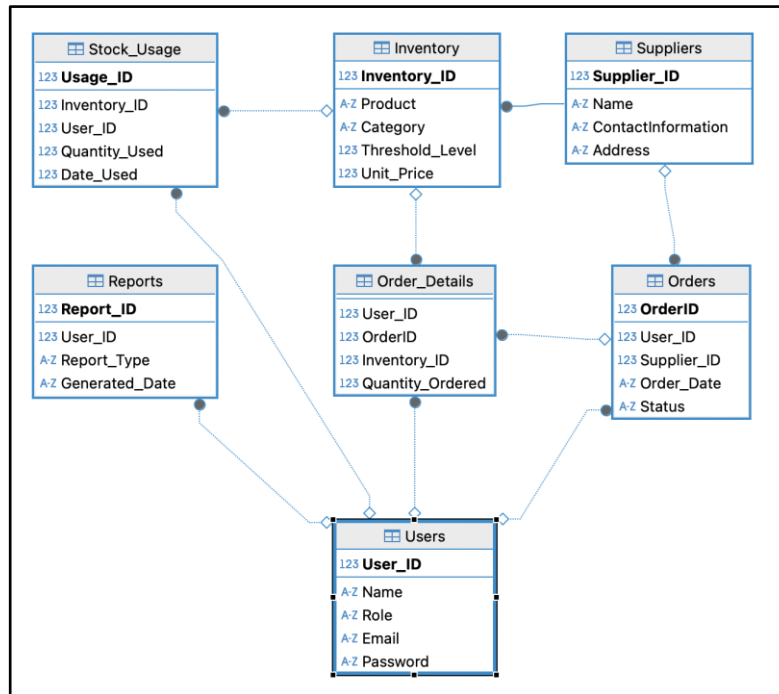 Stock_Usage
123 Usage_ID
123 Inventory_ID
123 User_ID
123 Quantity_Used
123 Date_Used
Inventory
123 Inventory_ID
A-Z Product
A-Z Category
123 Threshold_Level
123 Unit_Price
Suppliers
123 Supplier_ID
A-Z Name
A-Z ContactInformation
A-Z Address
Reports
123 Report_ID
123 User_ID
A-Z Report_Type
A-Z Generated_Date
Order_Details
123 User_ID
123 OrderID
123 Inventory_ID
123 Quantity_Ordered
Orders
123 OrderID
123 User_ID
123 Supplier_ID
A-Z Order_Date
A-Z Status
Users
123 User_ID
A-Z Name
A-Z Role
A-Z Email
A-Z Password